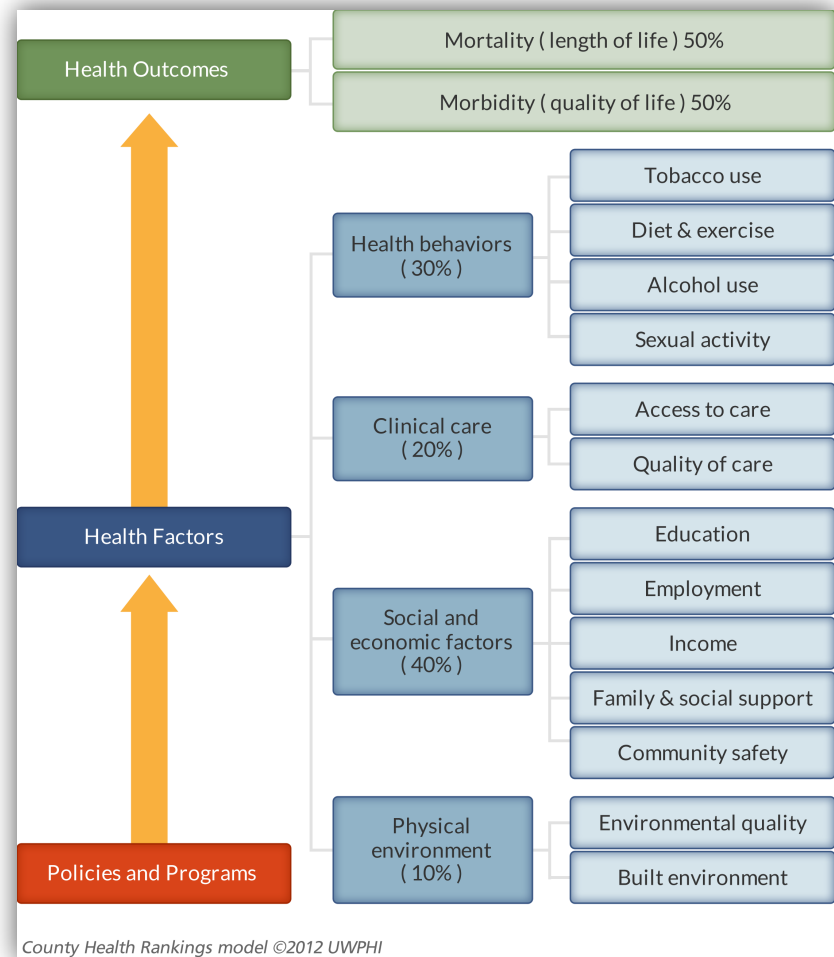 Health Outcomes
Mortality ( length of life ) 50%
Morbidity ( quality of life ) 50%
Health behaviors
( 30% )
Tobacco use
Diet & exercise
Alcohol use
Sexual activity
Clinical care
( 20% )
Access to care
Quality of care
Health Factors
Social and
economic factors
( 40% )
Education
Employment
Income
Family & social support
Community safety
Policies and Programs
Physical
environment
( 10% )
Environmental quality
Built environment
County Health Rankings model ©2012 UWPHI